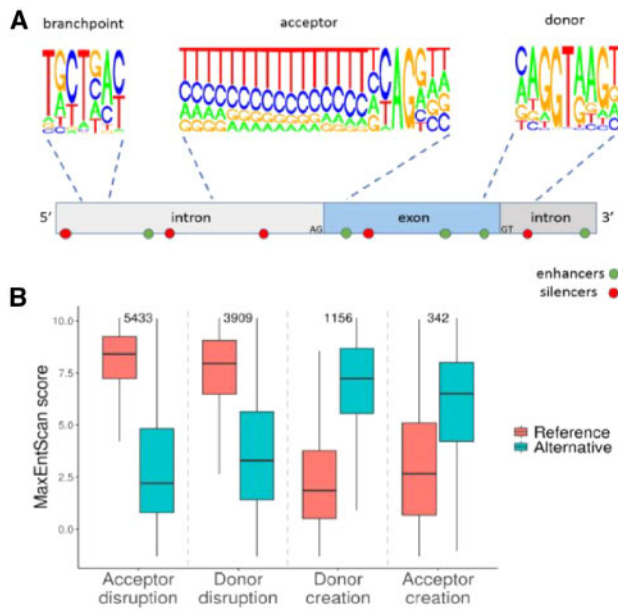 A
branchpoint acceptor donor
5' intron AG exon GT intron 3'
enhancers
silencers
B
MaxEntScan score
10.0
7.5
5.0
2.5
0.0
5433 3909 1156 342
Reference
Alternative
Acceptor disruption
Donor disruption
Donor creation
Acceptor creation